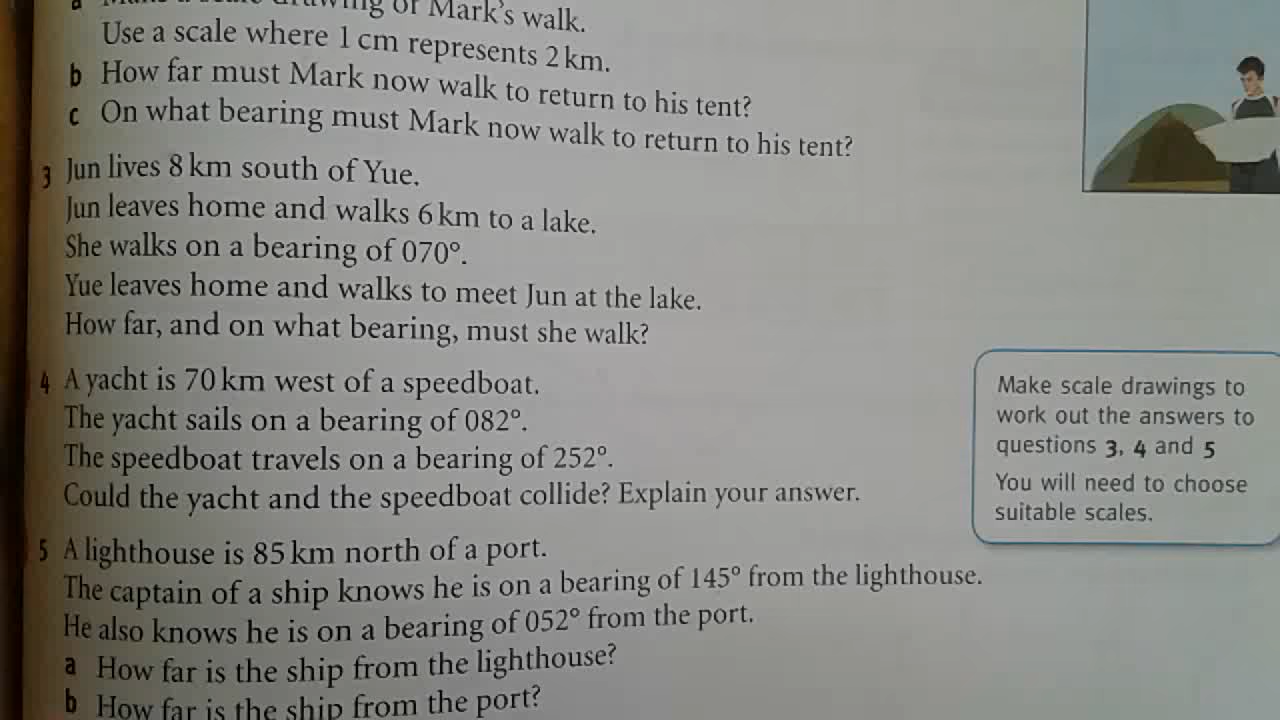 a Make a scale drawing of Mark's walk.
Use a scale where 1 cm represents 2 km.
b How far must Mark now walk to return to his tent?
c On what bearing must Mark now walk to return to his tent?
3 Jun lives 8 km south of Yue.
Jun leaves home and walks 6 km to a lake.
She walks on a bearing of 070°.
Yue leaves home and walks to meet Jun at the lake.
How far, and on what bearing, must she walk?
4 A yacht is 70 km west of a speedboat.
The yacht sails on a bearing of 082°.
The speedboat travels on a bearing of 252°.
Could the yacht and the speedboat collide? Explain your answer.
5 A lighthouse is 85 km north of a port.
The captain of a ship knows he is on a bearing of 145° from the lighthouse.
He also knows he is on a bearing of 052° from the port.
a How far is the ship from the lighthouse?
b How far is the ship from the port?
Make scale drawings to
work out the answers to
questions 3, 4 and 5
You will need to choose
suitable scales.